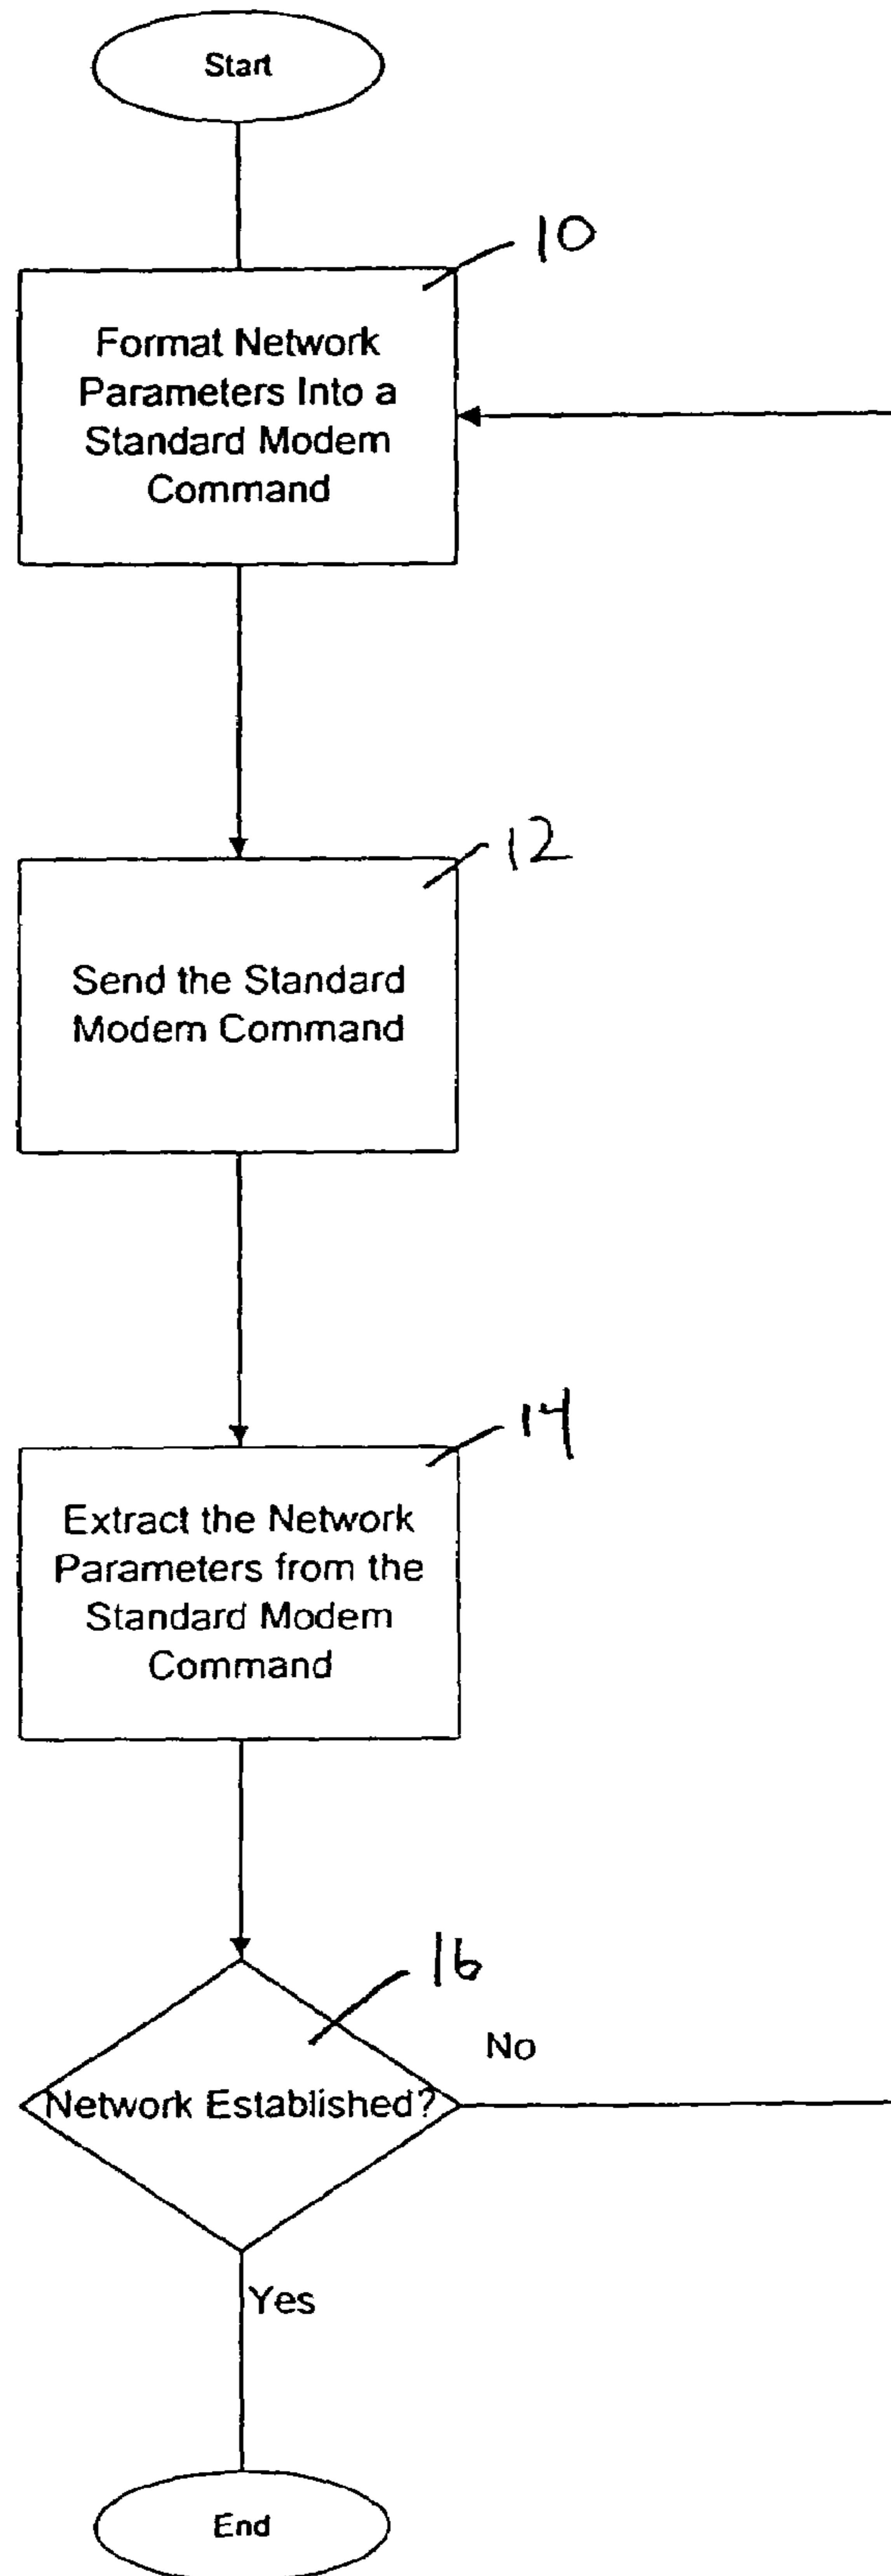 Start
10
Format Network
Parameters Into a
Standard Modem
Command
12
Send the Standard
Modem Command
14
Extract the Network
Parameters from the
Standard Modem
Command
16
No
Network Established?
Yes
End